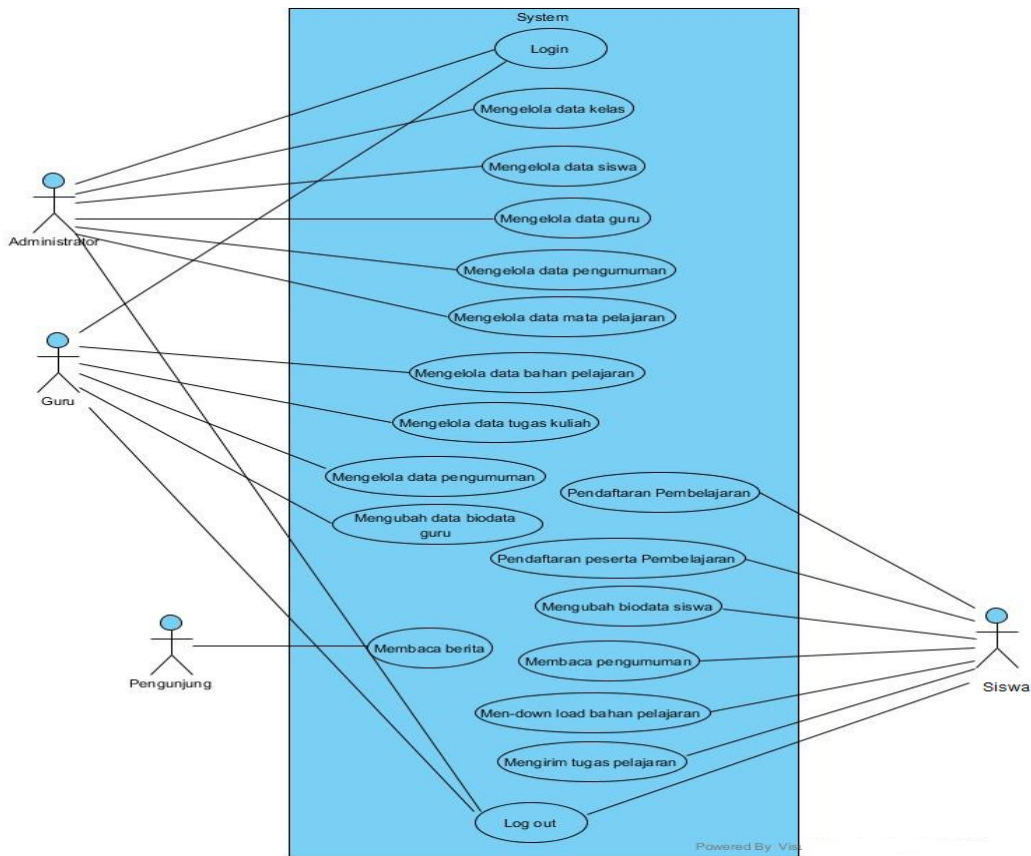 System
Login
Mengelola data kelas
Mengelola data siswa
Mengelola data guru
Administrator
Mengelola data pengumuman
Mengelola data mata pelajaran
Mengelola data bahan pelajaran
Guru
Mengelola data tugas kuliah
Mengelola data pengumuman
Pendaftaran Pembelajaran
Mengubah data biodata
guru
Pendaftaran peserta Pembelajaran
Mengubah biodata siswa
Membaca berita
Membaca pengumuman
Pengunjung
Siswa
Men-down load bahan pelajaran
Mengirim tugas pelajaran
Log out
Powered By